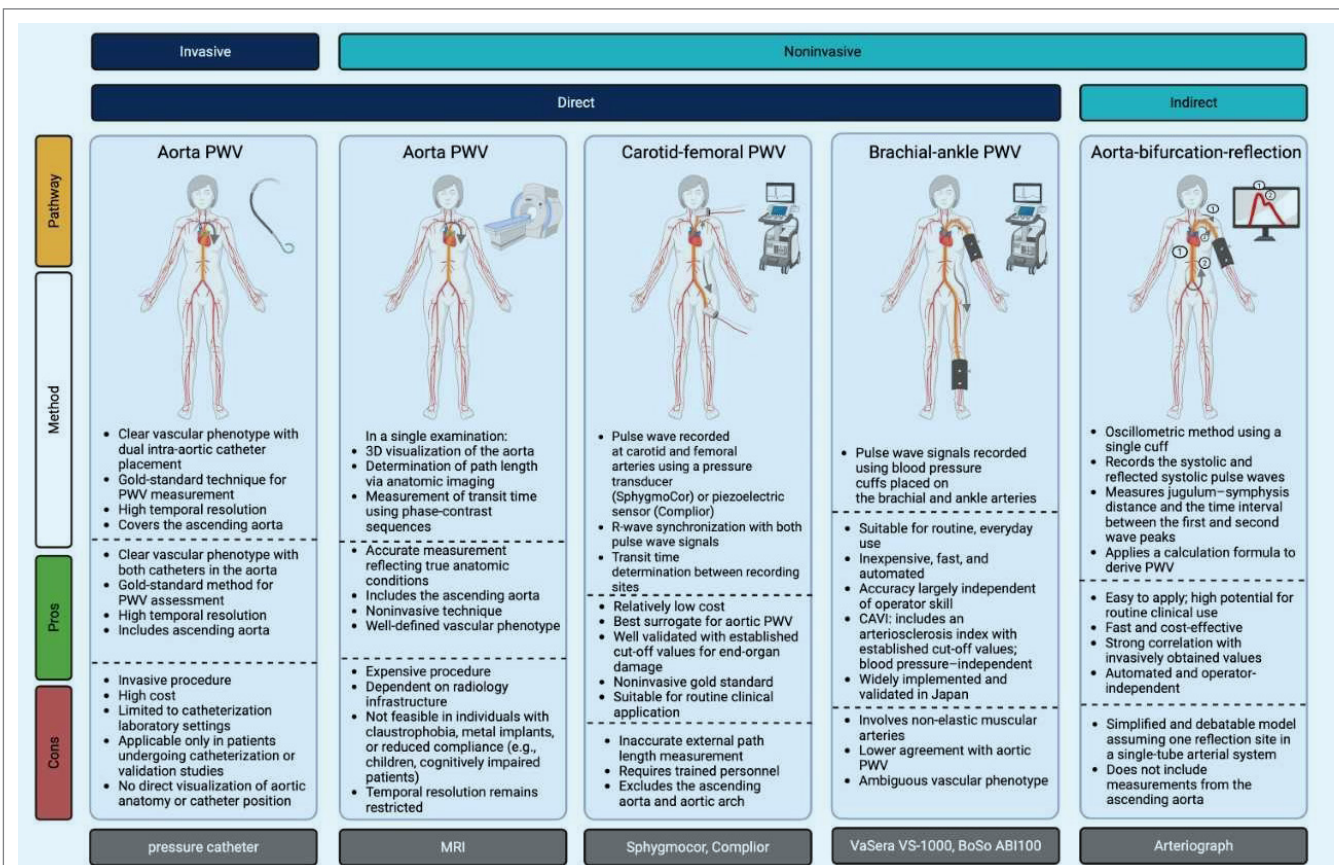 Invasive
Noninvasive
Direct
Indirect
Pathway
Method
Pros
Cons
Aorta PWV
• Clear vascular phenotype with
dual intra-aortic catheter
placement
• Gold-standard technique for
PWV measurement
• High temporal resolution
• Covers the ascending aorta
• Clear vascular phenotype with
both catheters in the aorta
• Gold-standard method for
PWV assessment
• High temporal resolution
• Includes ascending aorta
• Invasive procedure
• High cost
• Limited to catheterization
laboratory settings
• Applicable only in patients
undergoing catheterization or
validation studies
• No direct visualization of aortic
anatomy or catheter position
pressure catheter
Aorta PWV
In a single examination:
• 3D visualization of the aorta
• Determination of path length
via anatomic imaging
• Measurement of transit time
using phase-contrast
sequences
• Accurate measurement
reflecting true anatomic
conditions
• Includes the ascending aorta
• Noninvasive technique
• Well-defined vascular phenotype
• Expensive procedure
• Dependent on radiology
infrastructure
• Not feasible in individuals with
claustrophobia, metal implants,
or reduced compliance (e.g.,
children, cognitively impaired
patients)
• Temporal resolution remains
restricted
MRI
Carotid-femoral PWV
• Pulse wave recorded
at carotid and femoral
arteries using a pressure
transducer
(SphygmoCor) or piezoelectric
sensor (Complior)
• R-wave synchronization with both
pulse wave signals
• Transit time
determination between recording
sites
• Relatively low cost
• Best surrogate for aortic PWV
• Well validated with established
cut-off values for end-organ
damage
• Noninvasive gold standard
• Suitable for routine clinical
application
• Inaccurate external path
length measurement
• Requires trained personnel
• Excludes the ascending
aorta and aortic arch
Sphygmocor, Complior
Brachial-ankle PWV
• Pulse wave signals recorded
using blood pressure
cuffs placed on
the brachial and ankle arteries
• Suitable for routine, everyday
use
• Inexpensive, fast, and
automated
• Accuracy largely independent
of operator skill
• CAVI: includes an
arteriosclerosis index with
established cut-off values;
blood pressure–independent
• Widely implemented and
validated in Japan
• Involves non-elastic muscular
arteries
• Lower agreement with aortic
PWV
• Ambiguous vascular phenotype
VaSera VS-1000, BoSo ABI100
Aorta-bifurcation-reflection
1
2
1
2
1
2
• Oscillometric method using a
single cuff
• Records the systolic and
reflected systolic pulse waves
• Measures jugulum–symphysis
distance and the time interval
between the first and second
wave peaks
• Applies a calculation formula to
derive PWV
• Easy to apply; high potential for
routine clinical use
• Fast and cost-effective
• Strong correlation with
invasively obtained values
• Automated and operator-
independent
• Simplified and debatable model
assuming one reflection site in
a single-tube arterial system
• Does not include
measurements from the
ascending aorta
Arteriograph